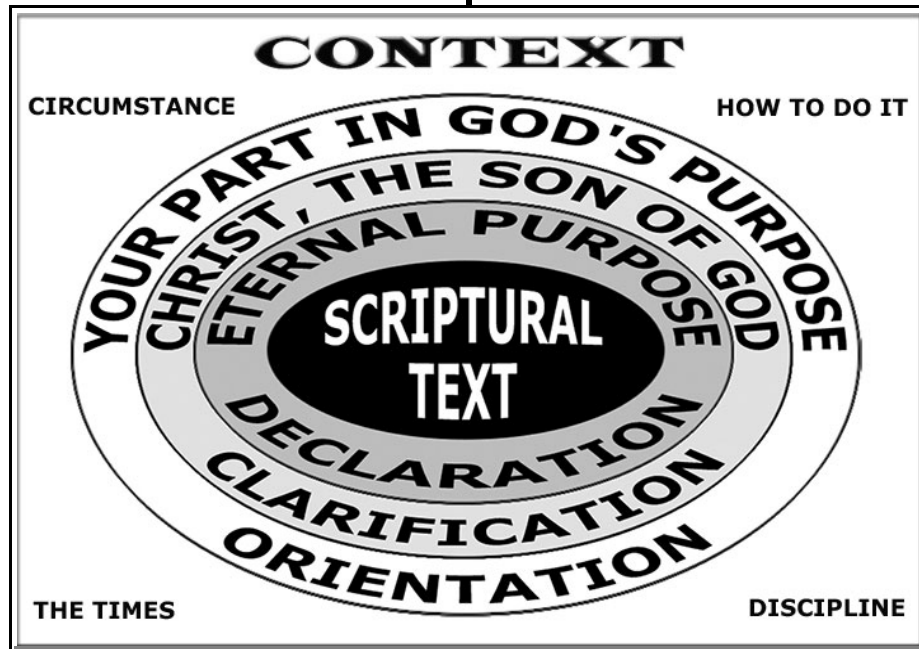 CONTEXT
CIRCUMSTANCE
HOW TO DO IT
YOUR PART IN GOD'S PURPOSE
CHRIST, THE SON OF GOD
ETERNAL PURPOSE
SCRIPTURAL
TEXT
DECLARATION
CLARIFICATION
ORIENTATION
THE TIMES
DISCIPLINE